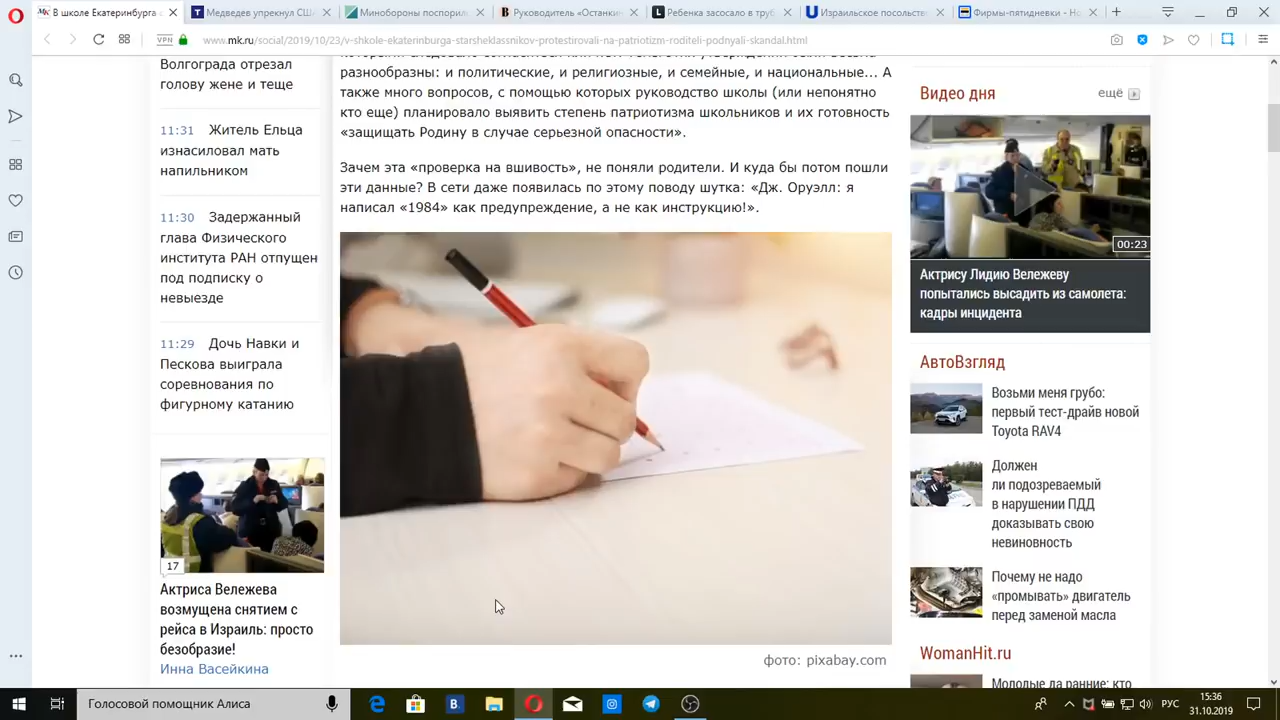 В школе Екатеринбурга с
Медведев упрекнул США
Минобороны поспорил
Руководитель «Останки
Ребенка засосало в труб
Израильское посольств
Фирмы-пятидневки - Но
VPN
www.mk.ru/social/2019/10/23/v-shkole-ekaterinburga-starsheklassnikov-protestirovali-na-patriotizm-roditeli-podnyali-skandal.html
Волгограда отрезал
голову жене и теще
11:31 Житель Ельца
изнасиловал мать
напильником
11:30 Задержанный
глава Физического
института РАН отпущен
под подписку о
невыезде
11:29 Дочь Навки и
Пескова выиграла
соревнования по
фигурному катанию
17
Актриса Вележева
возмущена снятием с
рейса в Израиль: просто
безобразие!
Инна Васейкина
разнообразны: и политические, и религиозные, и семейные, и национальные... А
также много вопросов, с помощью которых руководство школы (или непонятно
кто еще) планировало выявить степень патриотизма школьников и их готовность
«защищать Родину в случае серьезной опасности».
Зачем эта «проверка на вшивость», не поняли родители. И куда бы потом пошли
эти данные? В сети даже появилась по этому поводу шутка: «Дж. Оруэлл: я
написал «1984» как предупреждение, а не как инструкцию!».
фото: pixabay.com
Видео дня
ещё
00:23
Актрису Лидию Вележеву
попытались высадить из самолета:
кадры инцидента
АвтоВзгляд
Возьми меня грубо:
первый тест-драйв новой
Toyota RAV4
Должен
ли подозреваемый
в нарушении ПДД
доказывать свою
невиновность
Почему не надо
«промывать» двигатель
перед заменой масла
WomanHit.ru
Молодые да ранние: кто
Голосовой помощник Алиса
РУС
15:36
31.10.2019